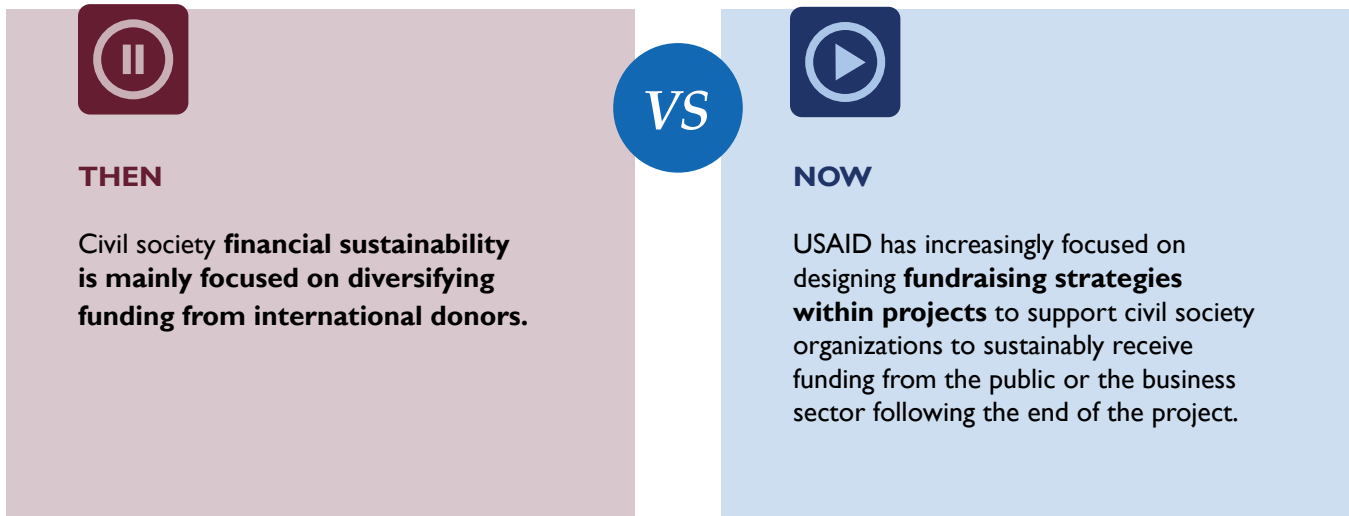 VS
THEN
Civil society financial sustainability
is mainly focused on diversifying
funding from international donors.
NOW
USAID has increasingly focused on
designing fundraising strategies
within projects to support civil society
organizations to sustainably receive
funding from the public or the business
sector following the end of the project.